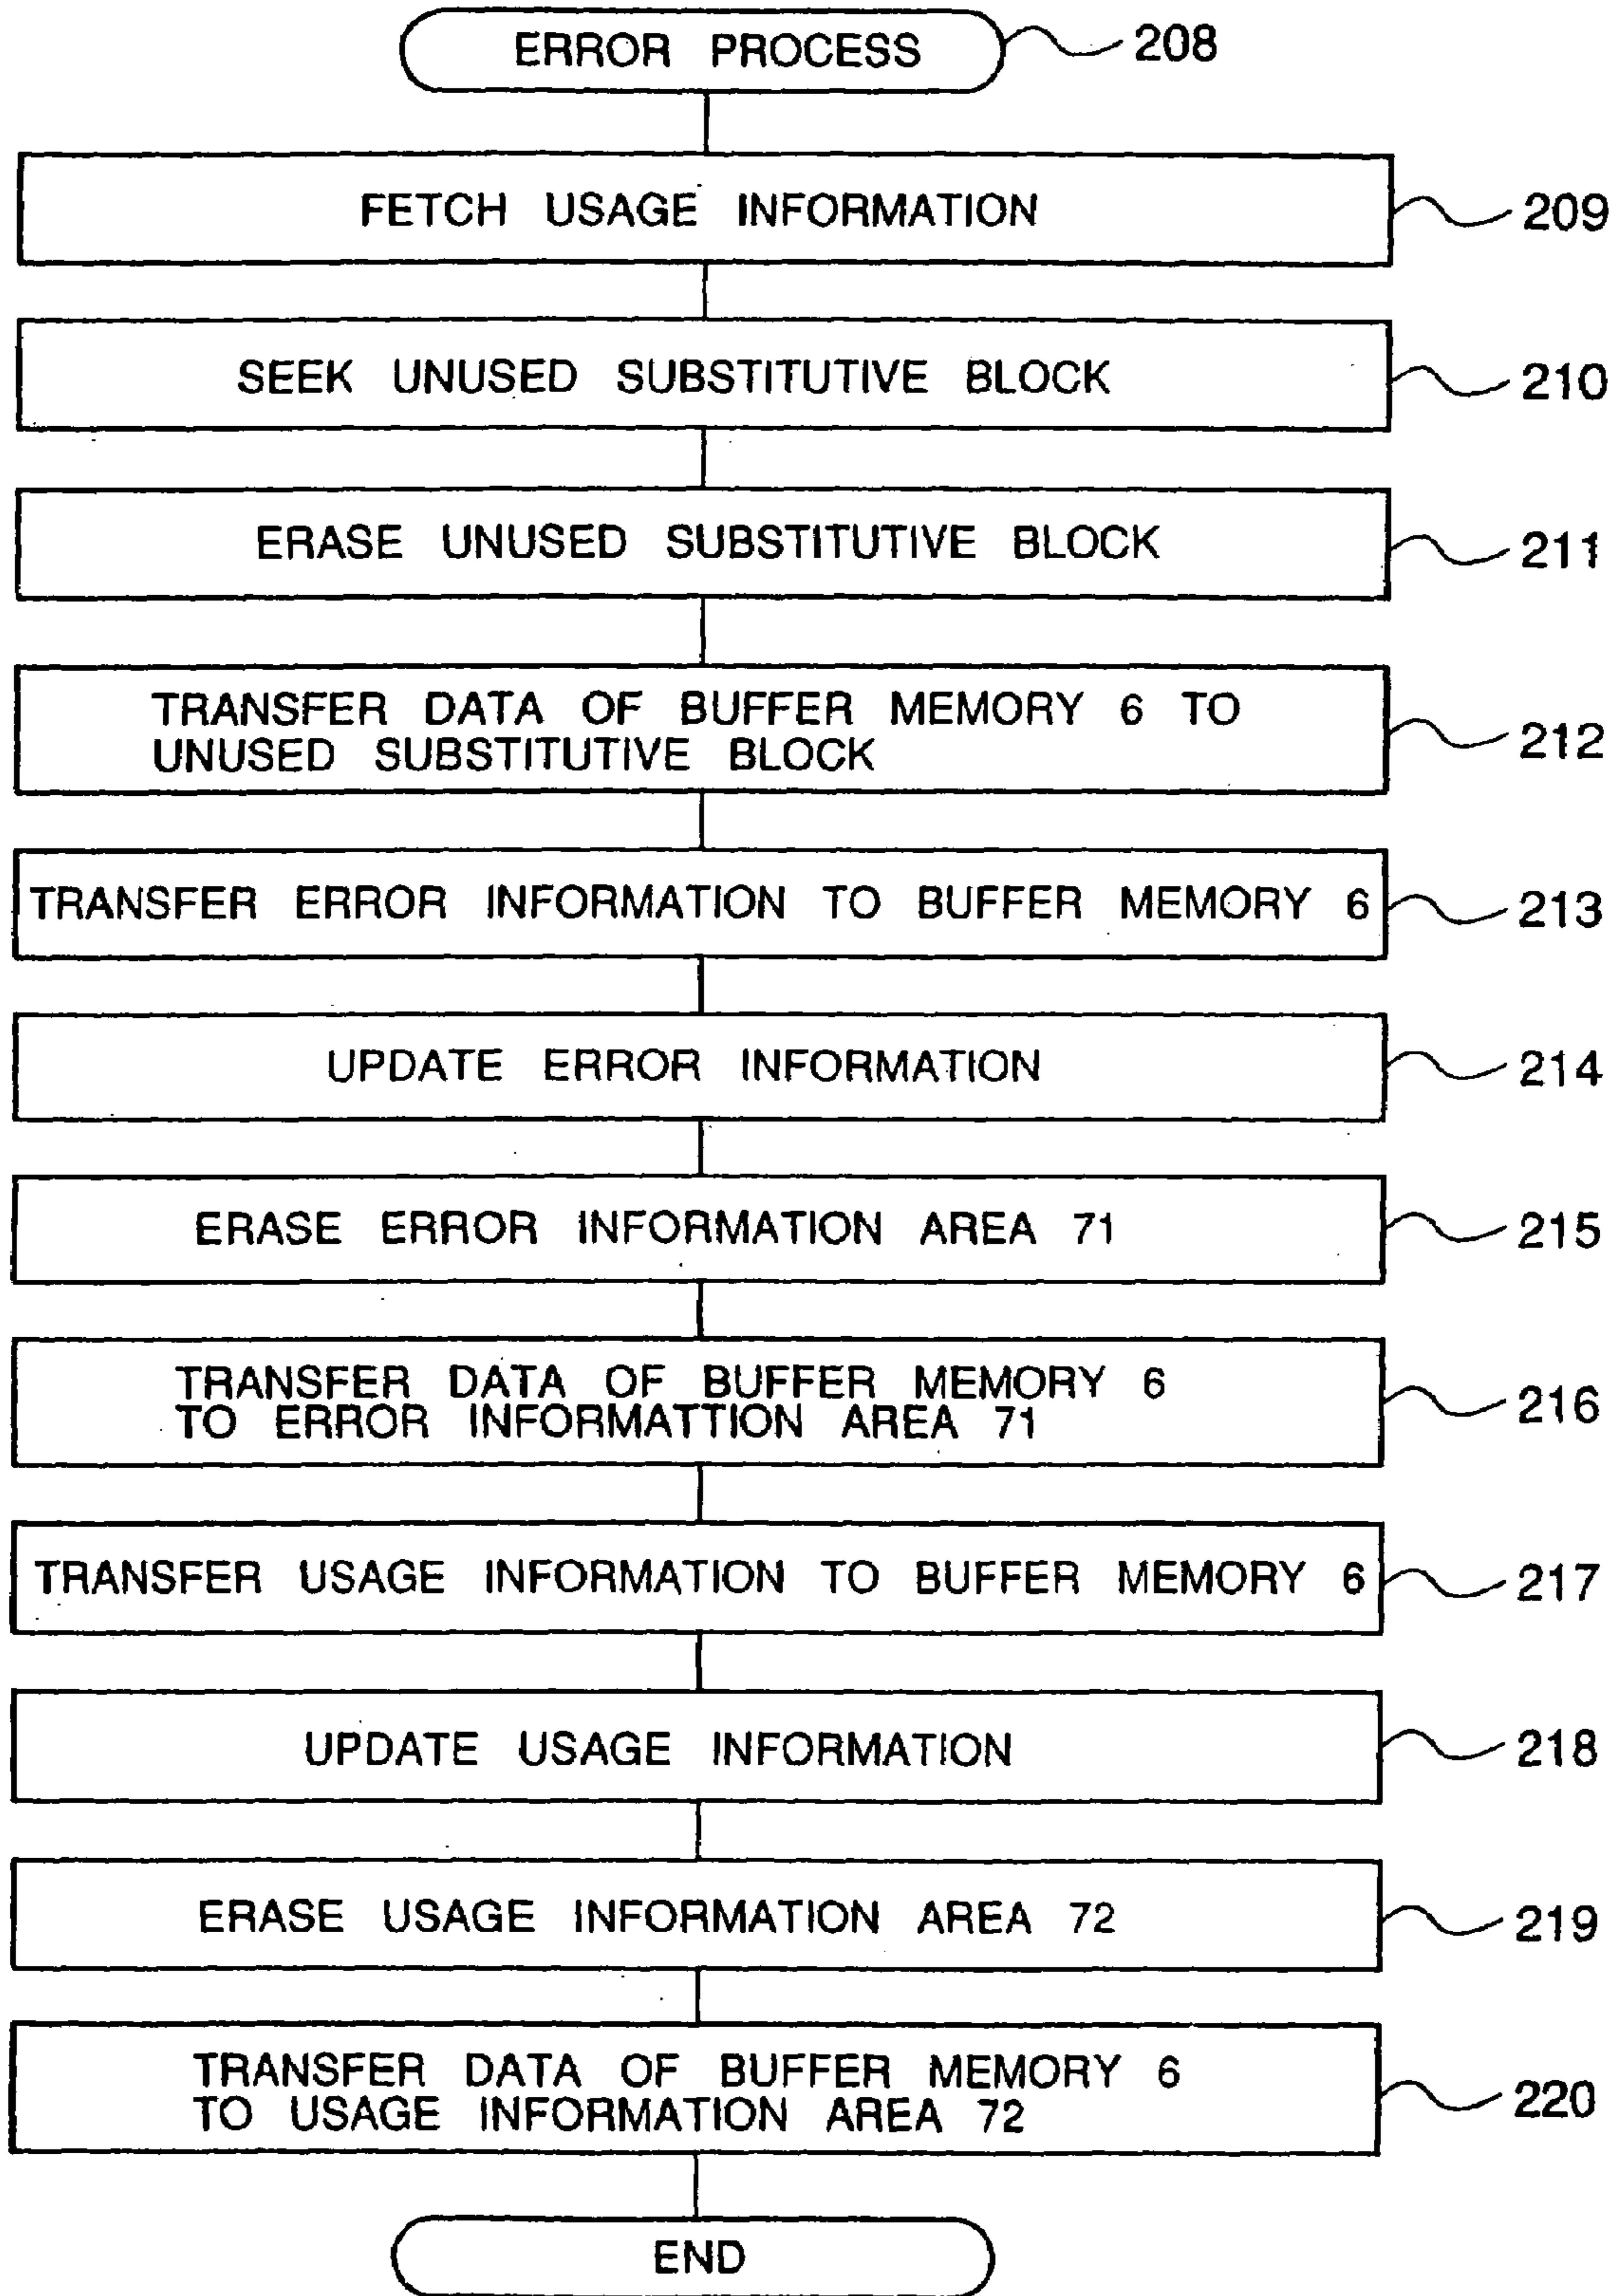 ERROR PROCESS 208
FETCH USAGE INFORMATION 209
SEEK UNUSED SUBSTITUTIVE BLOCK 210
ERASE UNUSED SUBSTITUTIVE BLOCK 211
TRANSFER DATA OF BUFFER MEMORY 6 TO
UNUSED SUBSTITUTIVE BLOCK 212
TRANSFER ERROR INFORMATION TO BUFFER MEMORY 6 213
UPDATE ERROR INFORMATION 214
ERASE ERROR INFORMATION AREA 71 215
TRANSFER DATA OF BUFFER MEMORY 6
TO ERROR INFORMATTION AREA 71 216
TRANSFER USAGE INFORMATION TO BUFFER MEMORY 6 217
UPDATE USAGE INFORMATION 218
ERASE USAGE INFORMATION AREA 72 219
TRANSFER DATA OF BUFFER MEMORY 6
TO USAGE INFORMATION AREA 72 220
END